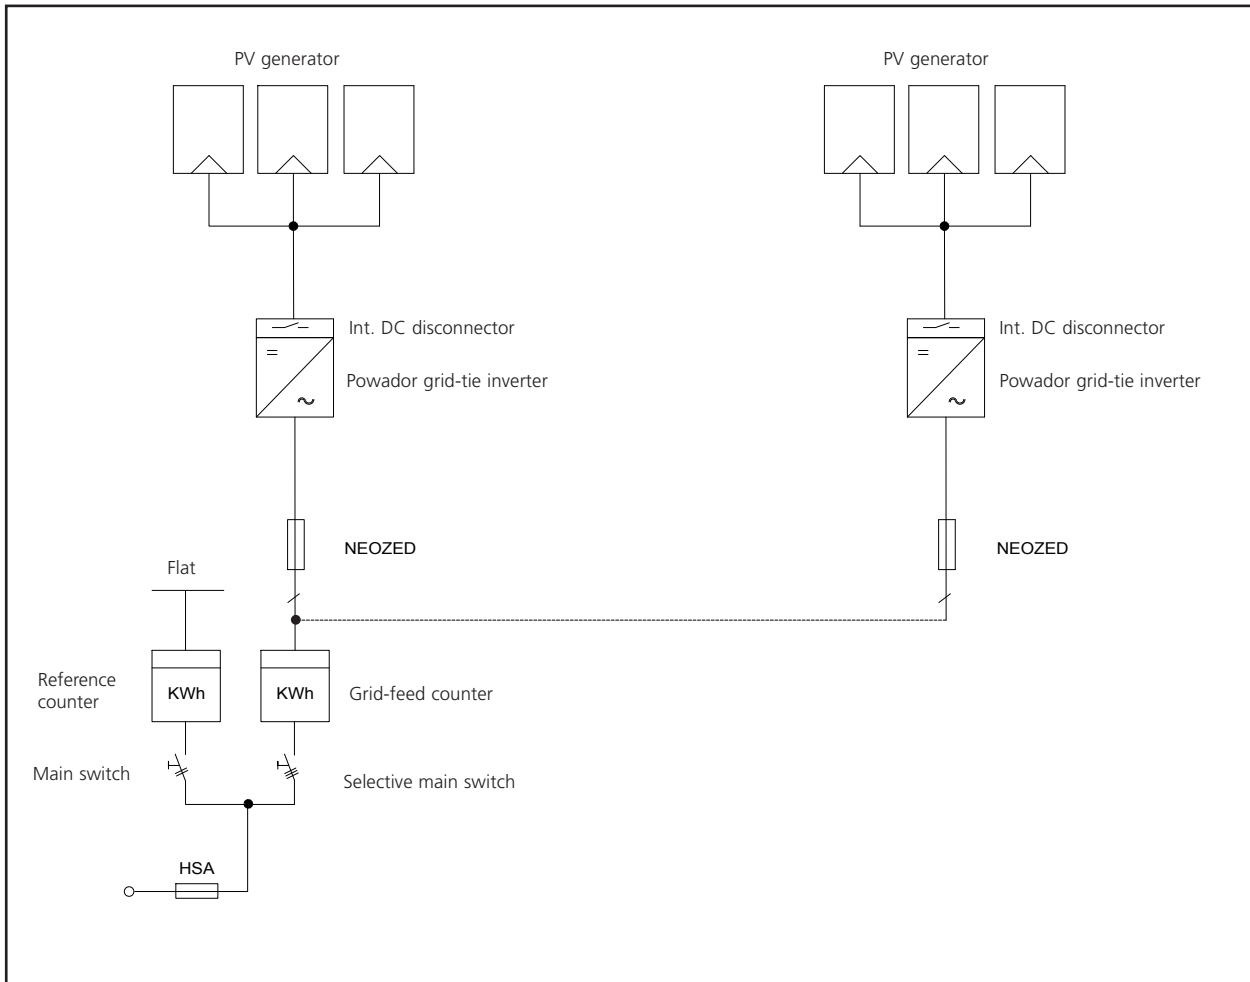 PV generator
PV generator
Int. DC disconnector
Int. DC disconnector
Powador grid-tie inverter
Powador grid-tie inverter
NEOZED
NEOZED
Flat
Reference
counter
KWh
KWh
Grid-feed counter
Main switch
Selective main switch
HSA